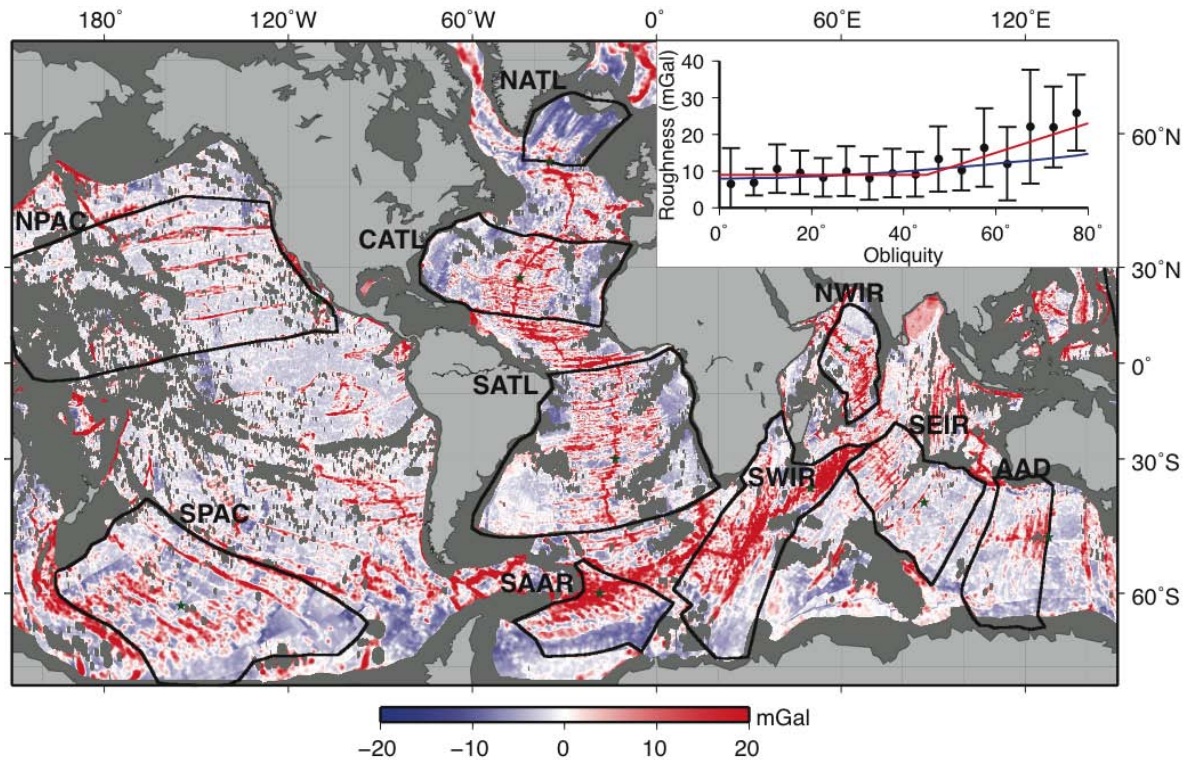 180° 120°W 60°W 0° 60°E 120°E
NATL
NPAC
CATL
NWIR
SATL
SEIR
SWIR
AAD
SPAC
SAAR
Roughness (mGal)
40
30
20
10
0
0° 20° 40° 60° 80°
Obliquity
60°N
30°N
0°
30°S
60°S
mGal
−20 −10 0 10 20